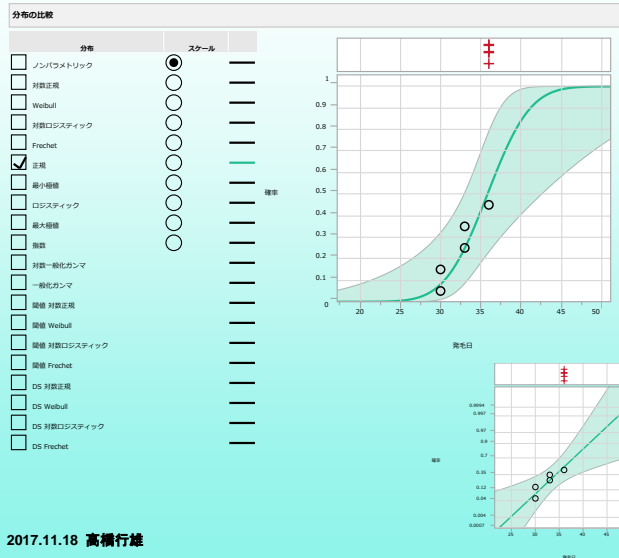 分布の比較
分布 スケール
ノンパラメトリック
対数正規
Weibull
対数ロジスティック
Frechet
正規
最小極値
ロジスティック
最大極値
指数
対数一般化ガンマ
一般化ガンマ
閾値 対数正規
閾値 Weibull
閾値 対数ロジスティック
閾値 Frechet
DS 対数正規
DS Weibull
DS 対数ロジスティック
DS Frechet
確率
1
0.9
0.8
0.7
0.6
0.5
0.4
0.3
0.2
0.1
0
20 25 30 35 40 45 50
発毛日
確率
0.9994
0.997
0.97
0.9
0.7
0.35
0.12
0.04
0.004
0.0007
25 30 35 40 45
発毛日
2017.11.18 高橋行雄